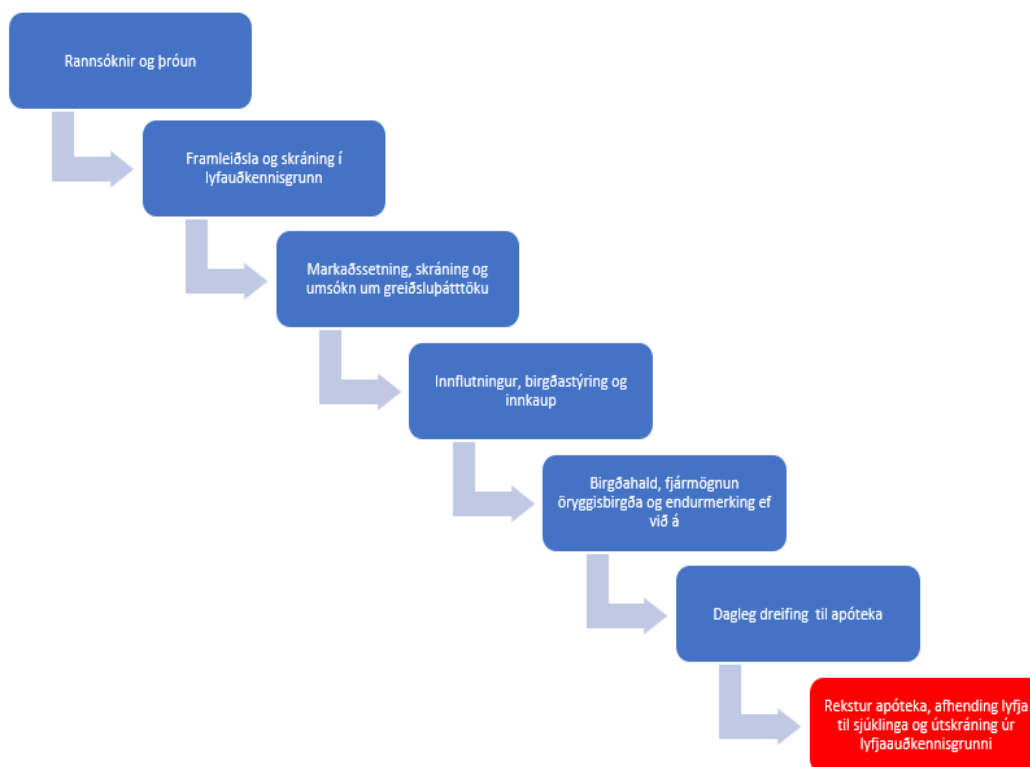 Rannsóknir og þróun
Framleiðsla og skráning í
lyfauðkennisgrunn
Markaðssetning, skráning og
umsókn um greiðsluþátttöku
Innflutningur, birgðastýring og
innkaup
Birgðahald, fjármögnun
öryggisbirgða og endurmerking ef
við á
Dagleg dreifing til apóteka
Rekstur apóteka, afhending lyfja
til sjúklinga og útskráning úr
lyfjaauðkennisgrunni